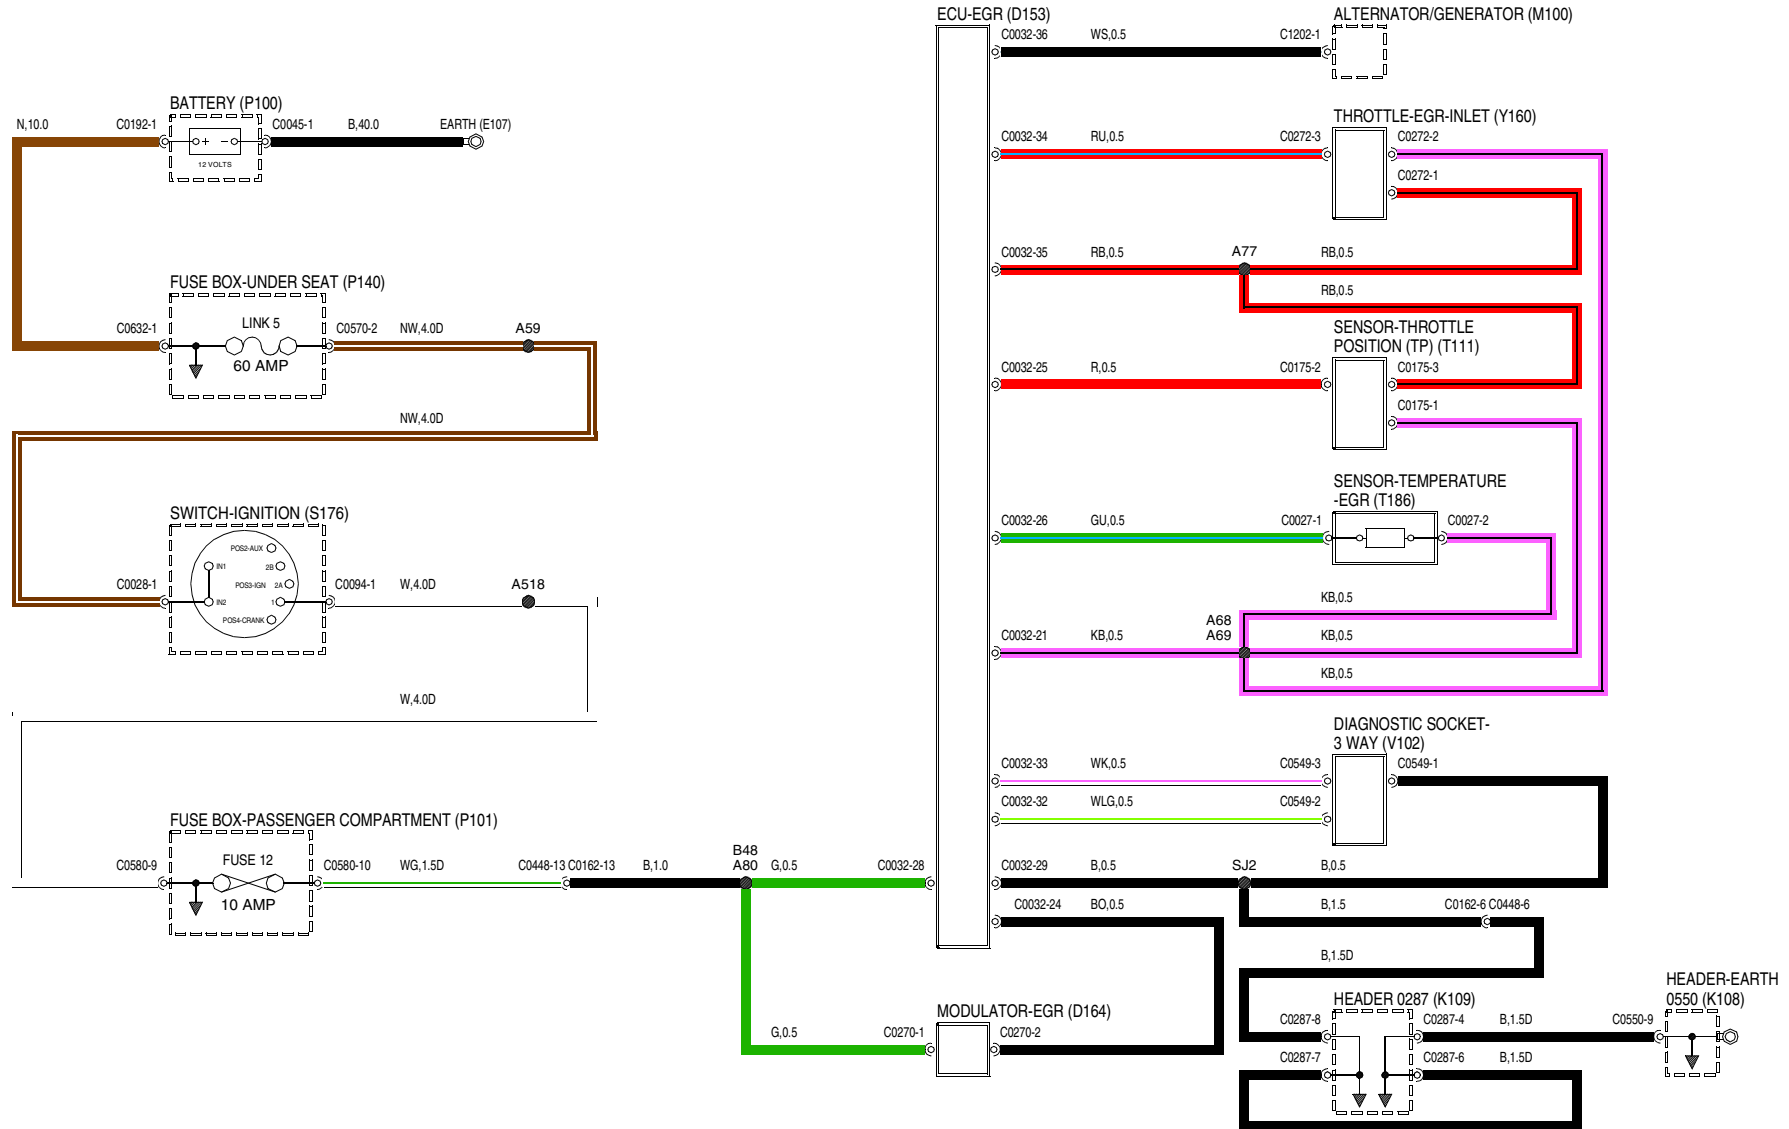 ECU-EGR (D153)
ALTERNATOR/GENERATOR (M100)
C0032-36 WS,0.5 C1202-1
BATTERY (P100)
N,10.0 C0192-1 C0045-1 B,40.0 EARTH (E107)
+ −
12 VOLTS
THROTTLE-EGR-INLET (Y160)
C0032-34 RU,0.5 C0272-3 C0272-2
C0272-1
FUSE BOX-UNDER SEAT (P140)
C0632-1 LINK 5 C0570-2 NW,4.0D A59
60 AMP
NW,4.0D
C0032-35 RB,0.5 A77 RB,0.5
RB,0.5
SENSOR-THROTTLE
POSITION (TP) (T111)
C0032-25 R,0.5 C0175-2 C0175-3
C0175-1
SENSOR-TEMPERATURE
-EGR (T186)
C0032-26 GU,0.5 C0027-1 C0027-2
SWITCH-IGNITION (S176)
POS2-AUX
IN1 2B
POS3-IGN 2A
C0028-1 IN2 1 C0094-1 W,4.0D A518
POS4-CRANK
KB,0.5
A68
C0032-21 KB,0.5 A69 KB,0.5
KB,0.5
W,4.0D
DIAGNOSTIC SOCKET-
3 WAY (V102)
C0032-33 WK,0.5 C0549-3 C0549-1
C0032-32 WLG,0.5 C0549-2
FUSE BOX-PASSENGER COMPARTMENT (P101)
B48
C0580-9 FUSE 12 C0580-10 WG,1.5D C0448-13 C0162-13 B,1.0 A80 G,0.5 C0032-28
10 AMP
C0032-29 B,0.5 SJ2 B,0.5
C0032-24 BO,0.5 B,1.5 C0162-6 C0448-6
B,1.5D
MODULATOR-EGR (D164)
G,0.5 C0270-1 C0270-2
HEADER 0287 (K109)
HEADER-EARTH
0550 (K108)
C0287-8 C0287-4 B,1.5D C0550-9
C0287-7 C0287-6 B,1.5D